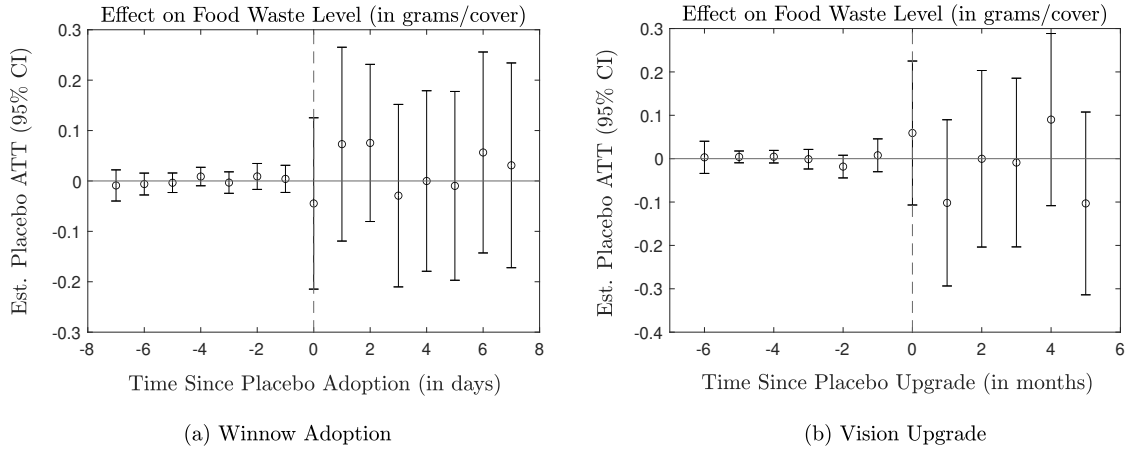 Effect on Food Waste Level (in grams/cover)
Est. Placebo ATT (95% CI)
0.3
0.2
0.1
0
-0.1
-0.2
-0.3
-8 -6 -4 -2 0 2 4 6 8
Time Since Placebo Adoption (in days)
(a) Winnow Adoption
Effect on Food Waste Level (in grams/cover)
Est. Placebo ATT (95% CI)
0.3
0.2
0.1
0
-0.1
-0.2
-0.3
-0.4
-6 -4 -2 0 2 4 6
Time Since Placebo Upgrade (in months)
(b) Vision Upgrade